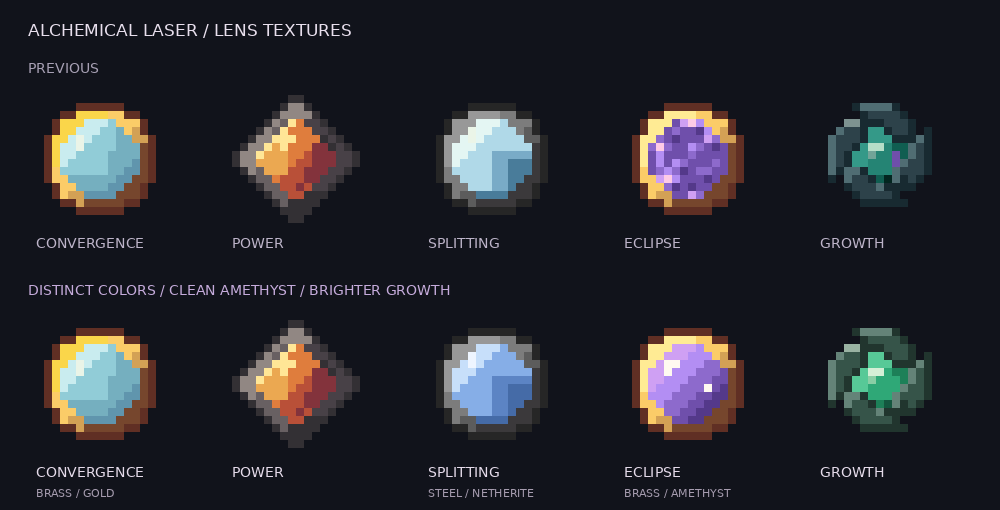 ALCHEMICAL LASER / LENS TEXTURES
PREVIOUS
CONVERGENCE POWER SPLITTING ECLIPSE GROWTH
DISTINCT COLORS / CLEAN AMETHYST / BRIGHTER GROWTH
CONVERGENCE POWER SPLITTING ECLIPSE GROWTH
BRASS / GOLD STEEL / NETHERITE BRASS / AMETHYST